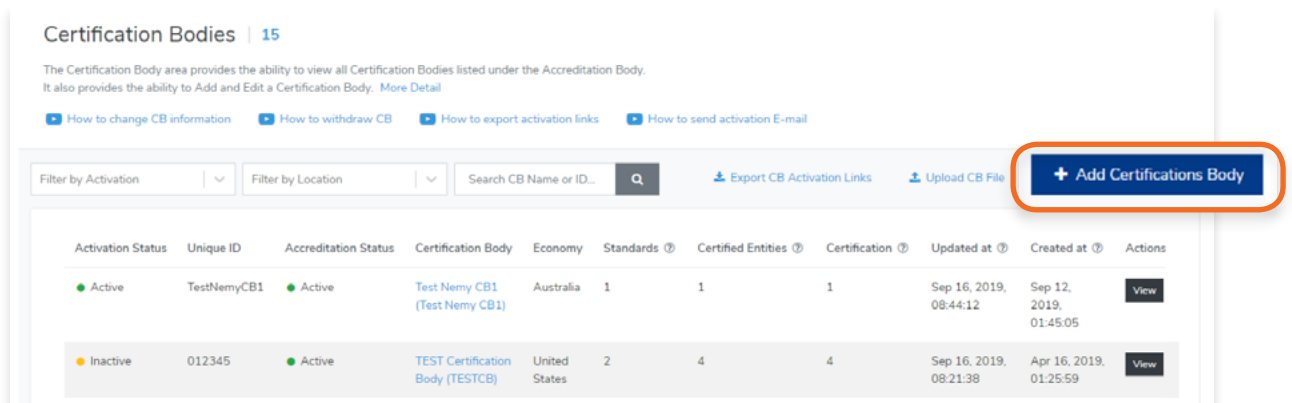 Certification Bodies | 15
The Certification Body area provides the ability to view all Certification Bodies listed under the Accreditation Body.
It also provides the ability to Add and Edit a Certification Body. More Detail
How to change CB information How to withdraw CB How to export activation links How to send activation E-mail
Filter by Activation Filter by Location Search CB Name or ID... Export CB Activation Links Upload CB File + Add Certifications Body
Activation Status Unique ID Accreditation Status Certification Body Economy Standards ? Certified Entities ? Certification ? Updated at ? Created at ? Actions
Active TestNemyCB1 Active Test Nemy CB1 Australia 1 1 1 Sep 16, 2019, Sep 12, View
(Test Nemy CB1) 08:44:12 2019,
01:45:05
Inactive 012345 Active TEST Certification United 2 4 4 Sep 16, 2019, Apr 16, 2019, View
Body (TESTCB) States 08:21:38 01:25:59